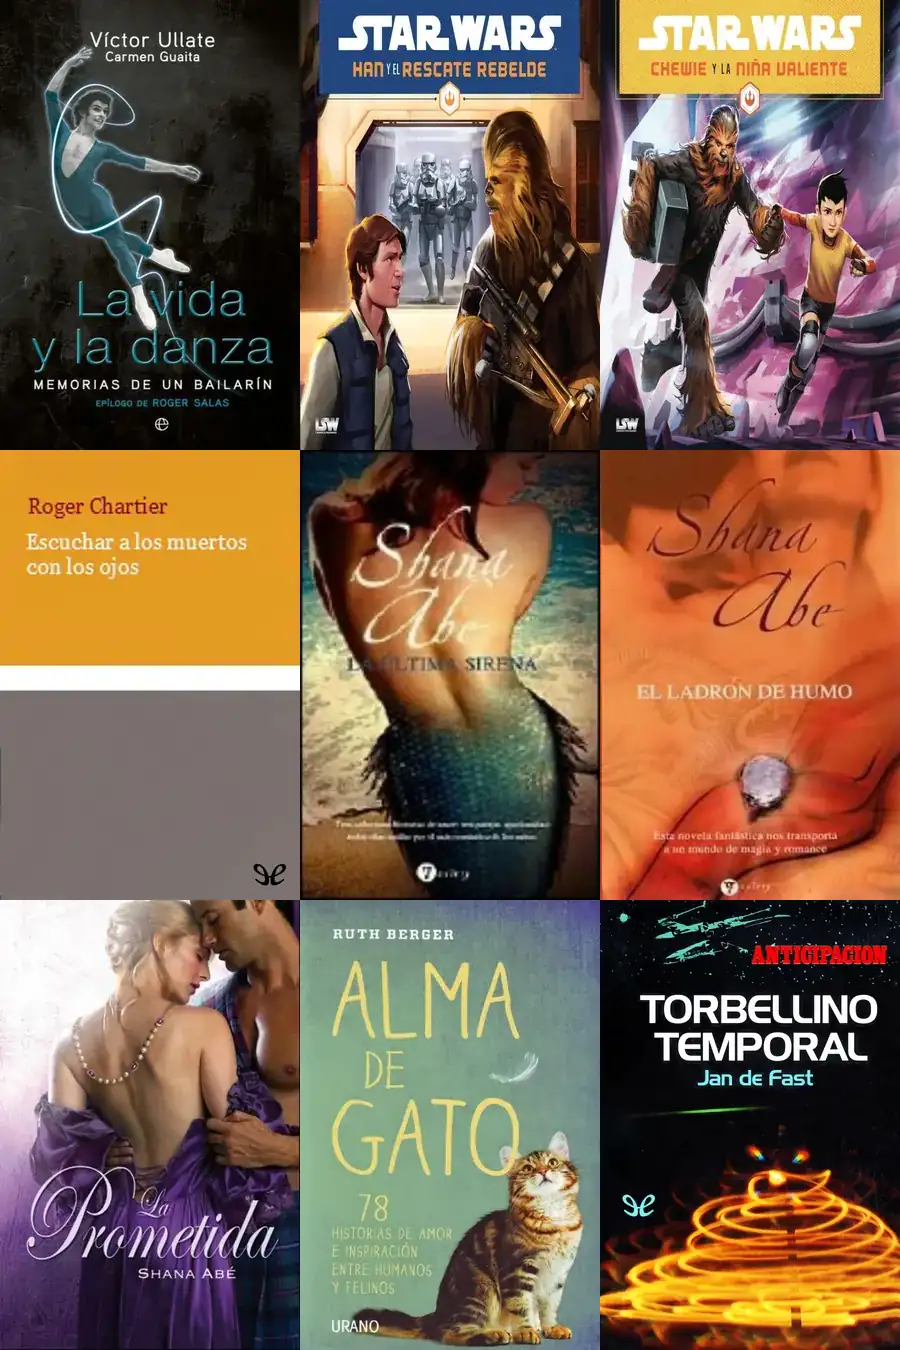 Víctor Ullate
Carmen Guaita
La vida
y la danza
MEMORIAS DE UN BAILARÍN
EPÍLOGO DE ROGER SALAS
STAR WARS
HAN Y EL RESCATE REBELDE
LSW
STAR WARS
CHEWIE Y LA NIÑA VALIENTE
LSW
Roger Chartier
Escuchar a los muertos
con los ojos
Shana
Abe
LA ÚLTIMA SIRENA
Shana
Abe
EL LADRÓN DE HUMO
Esta novela fantástica nos transporta
a un mundo de magia y romance
La
Prometida
SHANA ABÉ
RUTH BERGER
ALMA
DE
GATO
78
HISTORIAS DE AMOR
E INSPIRACIÓN
ENTRE HUMANOS
Y FELINOS
URANO
ANTICIPACION
TORBELLINO
TEMPORAL
Jan de Fast